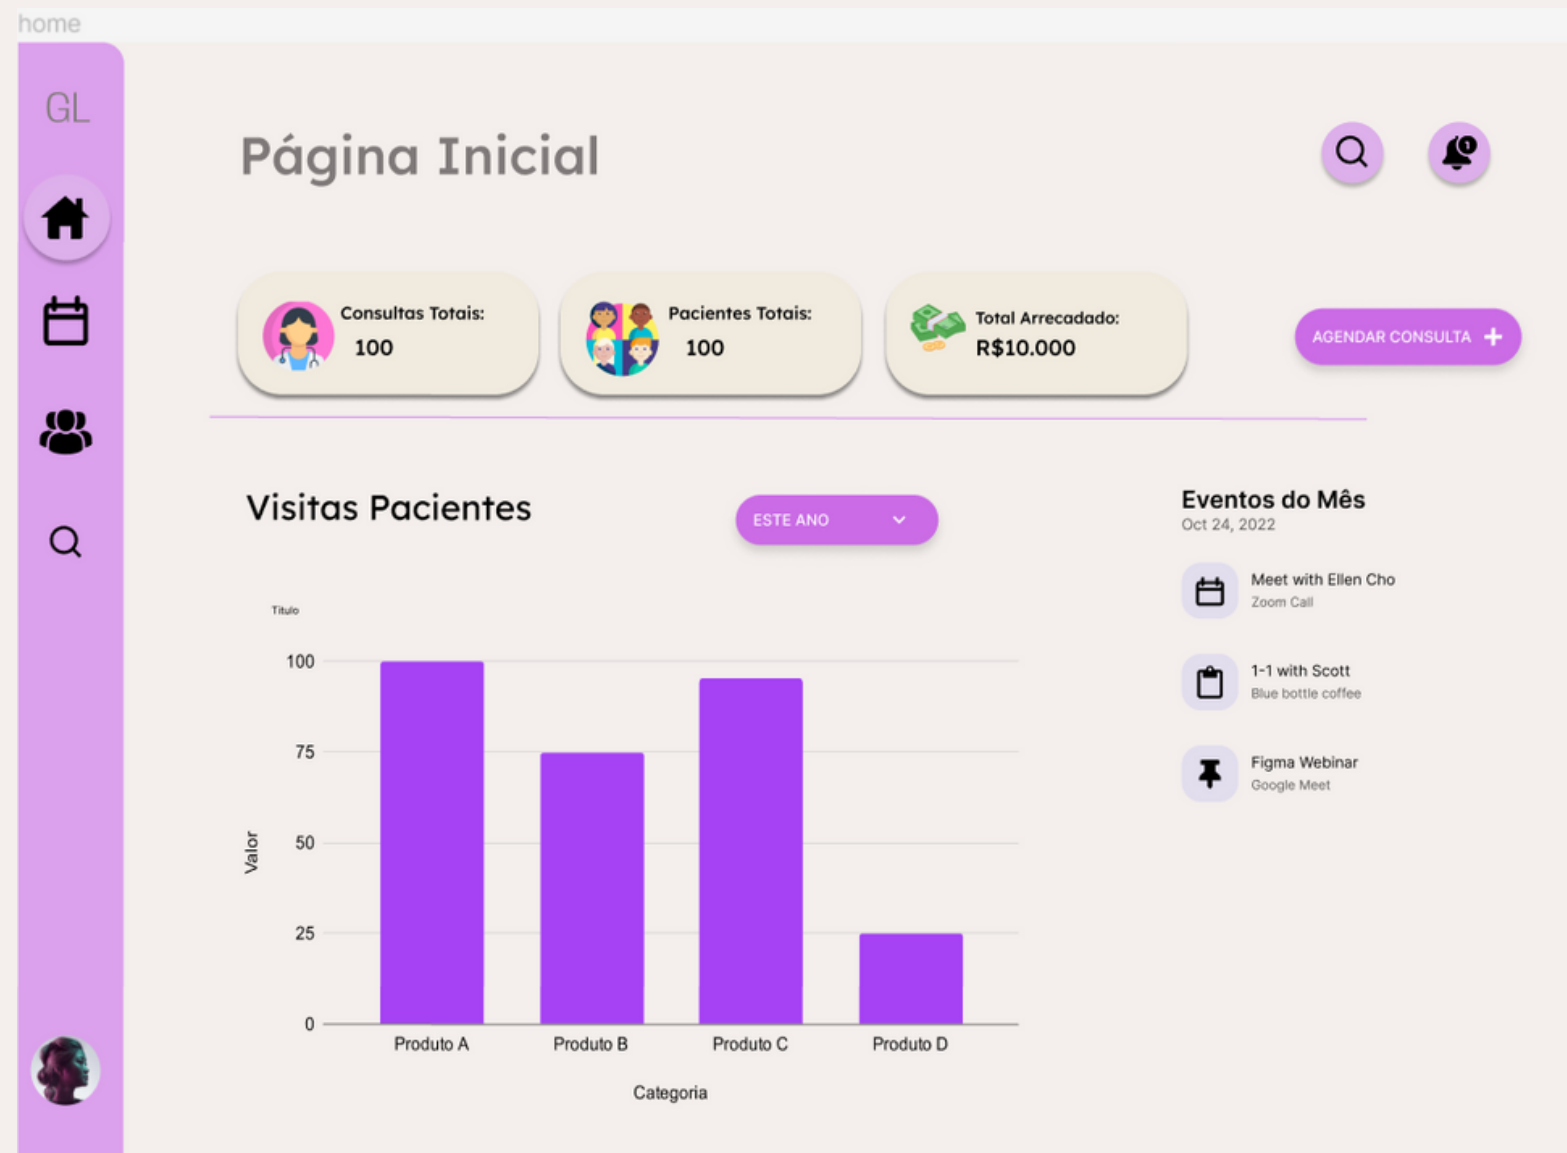 home
GL
Página Inicial
1
Consultas Totais:
100
Pacientes Totais:
100
Total Arrecadado:
R$10.000
AGENDAR CONSULTA +
Visitas Pacientes
ESTE ANO
Título
100
75
50
25
0
Valor
Produto A
Produto B
Produto C
Produto D
Categoria
Eventos do Mês
Oct 24, 2022
Meet with Ellen Cho
Zoom Call
1-1 with Scott
Blue bottle coffee
Figma Webinar
Google Meet